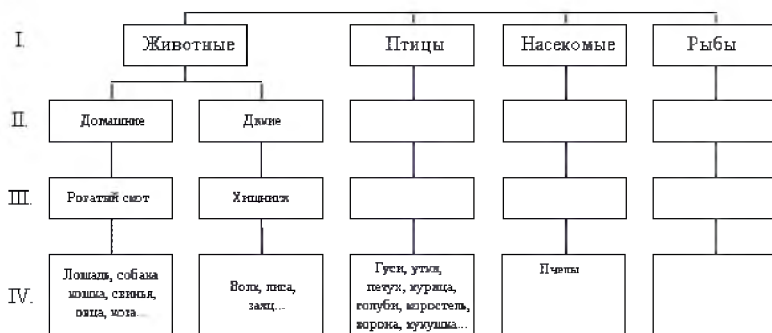 I. Животные Птицы Насекомые Рыбы
II. Домашние Дикие
III. Рогатый скот Хищники
IV.
Лошадь, собака
кошка, свинья,
овца, коза...
Волк, лиса,
заяц...
Гуси, утки,
петух, курица,
голуби, коростель,
ворона, кукушка...
Пчелы